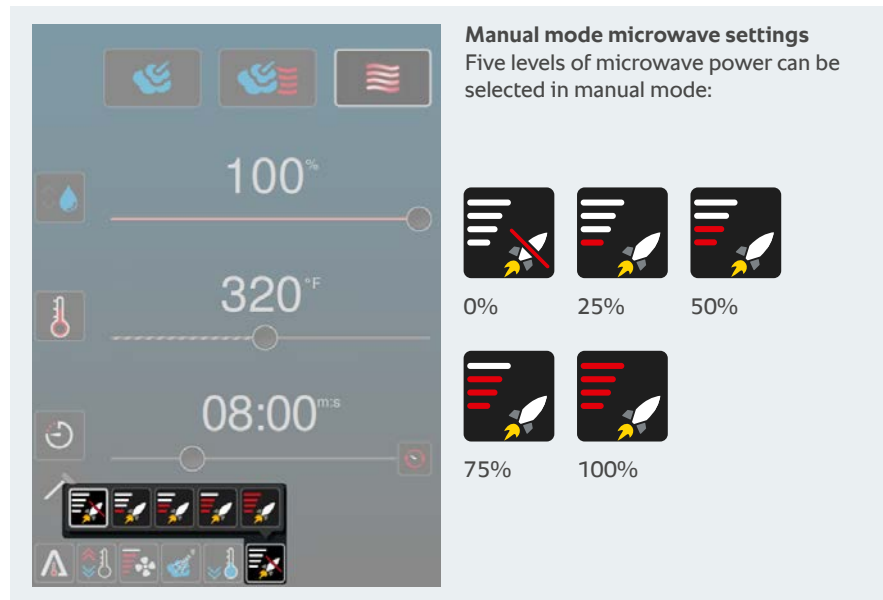 100%
320°F
08:00m:s
Manual mode microwave settings
Five levels of microwave power can be
selected in manual mode:
0% 25% 50%
75% 100%